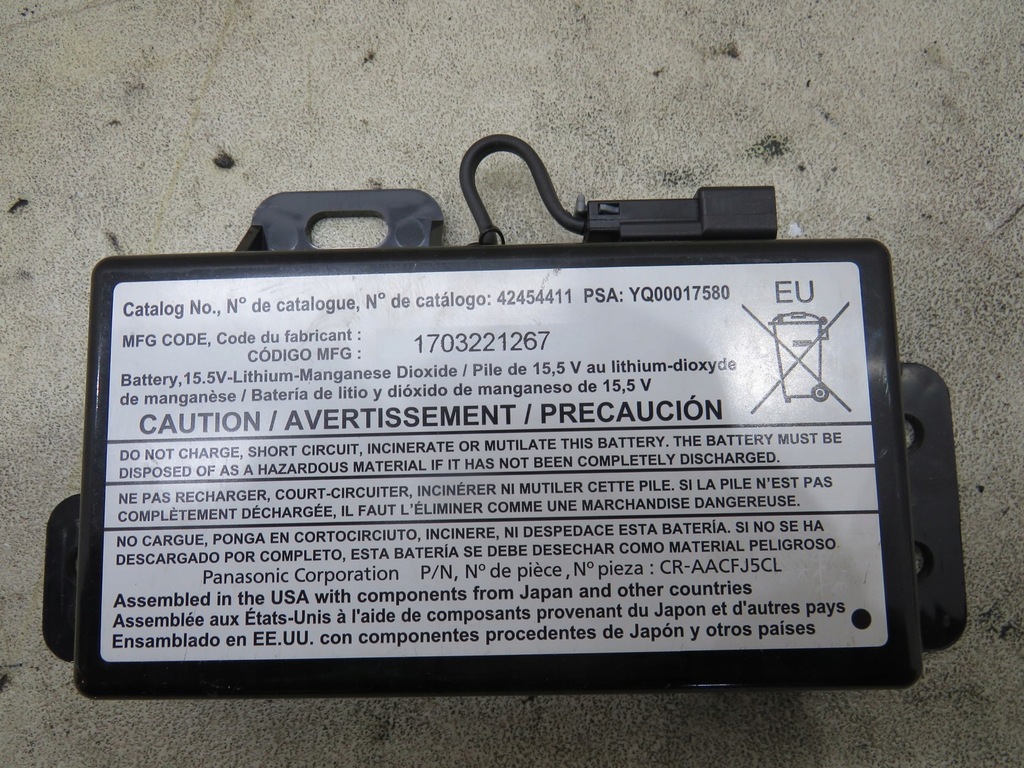 Catalog No., Nº de catalogue, Nº de catálogo: 42454411 PSA: YQ00017580
EU
MFG CODE, Code du fabricant :
CÓDIGO MFG :
1703221267
Battery,15.5V-Lithium-Manganese Dioxide / Pile de 15,5 V au lithium-dioxyde
de manganèse / Batería de litio y dióxido de manganeso de 15,5 V
CAUTION / AVERTISSEMENT / PRECAUCIÓN
DO NOT CHARGE, SHORT CIRCUIT, INCINERATE OR MUTILATE THIS BATTERY. THE BATTERY MUST BE
DISPOSED OF AS A HAZARDOUS MATERIAL IF IT HAS NOT BEEN COMPLETELY DISCHARGED.
NE PAS RECHARGER, COURT-CIRCUITER, INCINÉRER NI MUTILER CETTE PILE. SI LA PILE N'EST PAS
COMPLÈTEMENT DÉCHARGÉE, IL FAUT L'ÉLIMINER COMME UNE MARCHANDISE DANGEREUSE.
NO CARGUE, PONGA EN CORTOCIRCUITO, INCINERE, NI DESPEDACE ESTA BATERÍA. SI NO SE HA
DESCARGADO POR COMPLETO, ESTA BATERÍA SE DEBE DESECHAR COMO MATERIAL PELIGROSO
Panasonic Corporation P/N, Nº de pièce, Nº pieza : CR-AACFJ5CL
Assembled in the USA with components from Japan and other countries
Assemblée aux États-Unis à l'aide de composants provenant du Japon et d'autres pays
Ensamblado en EE.UU. con componentes procedentes de Japón y otros países